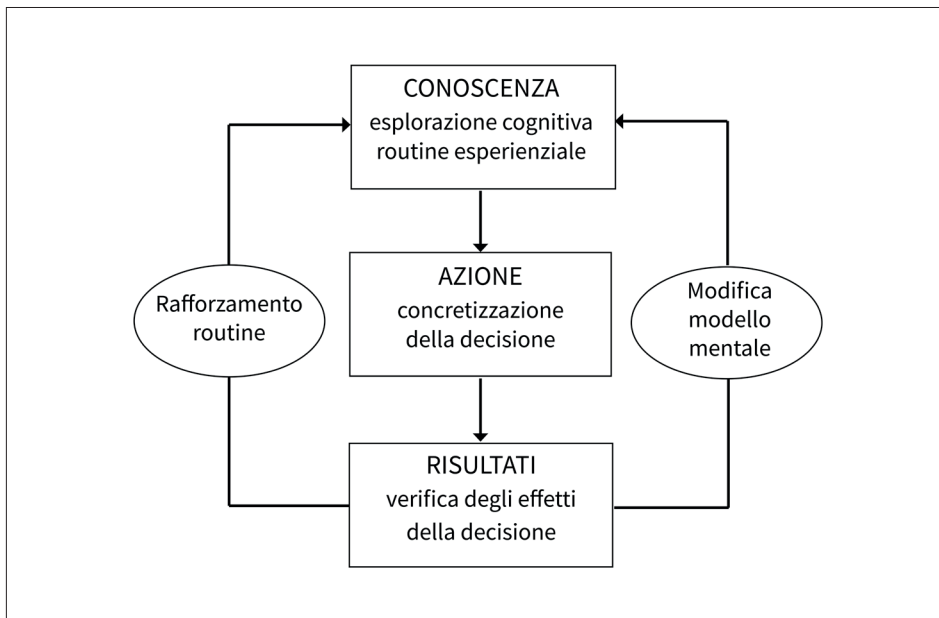 CONOSCENZA
esplorazione cognitiva
routine esperienziale
AZIONE
concretizzazione
della decisione
Rafforzamento
routine
Modifica
modello
mentale
RISULTATI
verifica degli effetti
della decisione